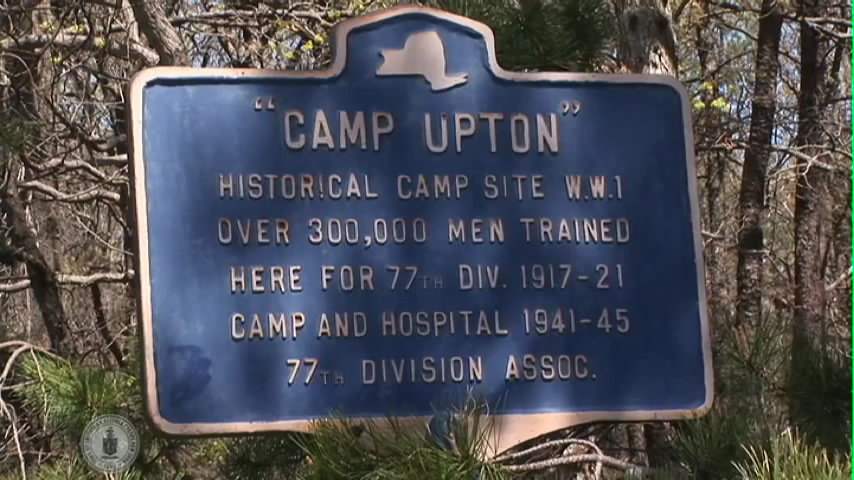 "CAMP UPTON"
HISTORICAL CAMP SITE W.W.1
OVER 300,000 MEN TRAINED
HERE FOR 77TH DIV. 1917-21
CAMP AND HOSPITAL 1941-45
77TH DIVISION ASSOC.